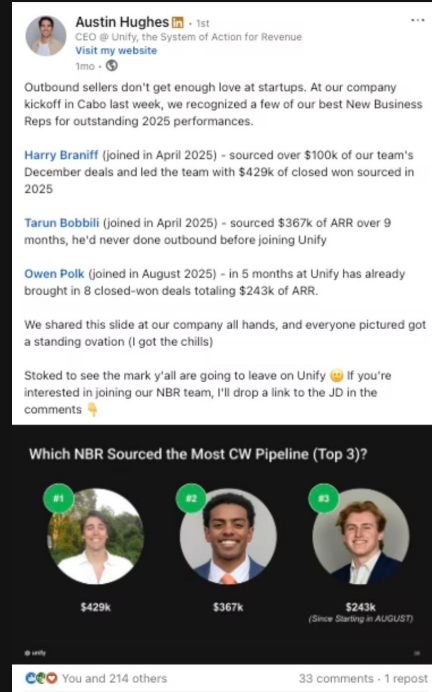 Austin Hughes in · 1st
CEO @ Unify, the System of Action for Revenue
Visit my website
1mo ·
Outbound sellers don't get enough love at startups. At our company
kickoff in Cabo last week, we recognized a few of our best New Business
Reps for outstanding 2025 performances.
Harry Braniff (joined in April 2025) - sourced over $100k of our team's
December deals and led the team with $429k of closed won sourced in
2025
Tarun Bobbili (joined in April 2025) - sourced $367k of ARR over 9
months, he'd never done outbound before joining Unify
Owen Polk (joined in August 2025) - in 5 months at Unify has already
brought in 8 closed-won deals totaling $243k of ARR.
We shared this slide at our company all hands, and everyone pictured got
a standing ovation (I got the chills)
Stoked to see the mark y'all are going to leave on Unify 🙂 If you're
interested in joining our NBR team, I'll drop a link to the JD in the
comments 👇
Which NBR Sourced the Most CW Pipeline (Top 3)?
#1 #2 #3
$429k $367k $243k
(Since Starting in AUGUST)
unify
You and 214 others 33 comments · 1 repost